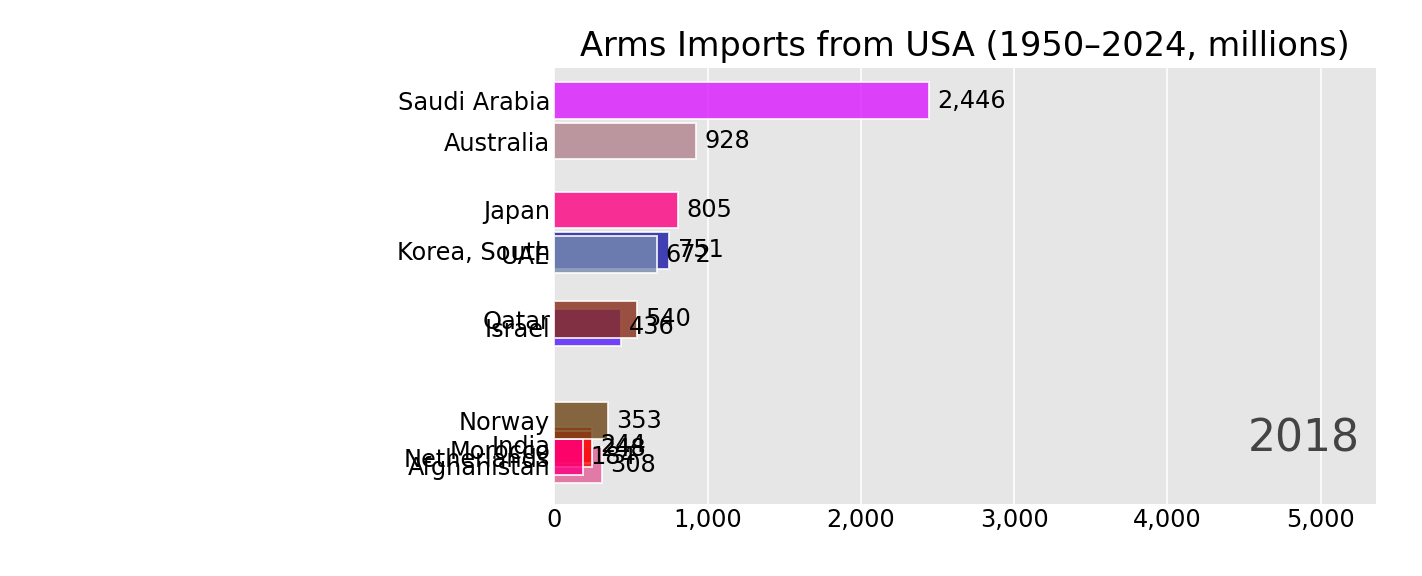 Arms Imports from USA (1950–2024, millions)
Saudi Arabia 2,446
Australia 928
Japan 805
Korea, South 751
UAE 672
Qatar 540
Israel 436
Norway 353
India 244
Morocco
Netherlands 184
Afghanistan 308
2018
0 1,000 2,000 3,000 4,000 5,000